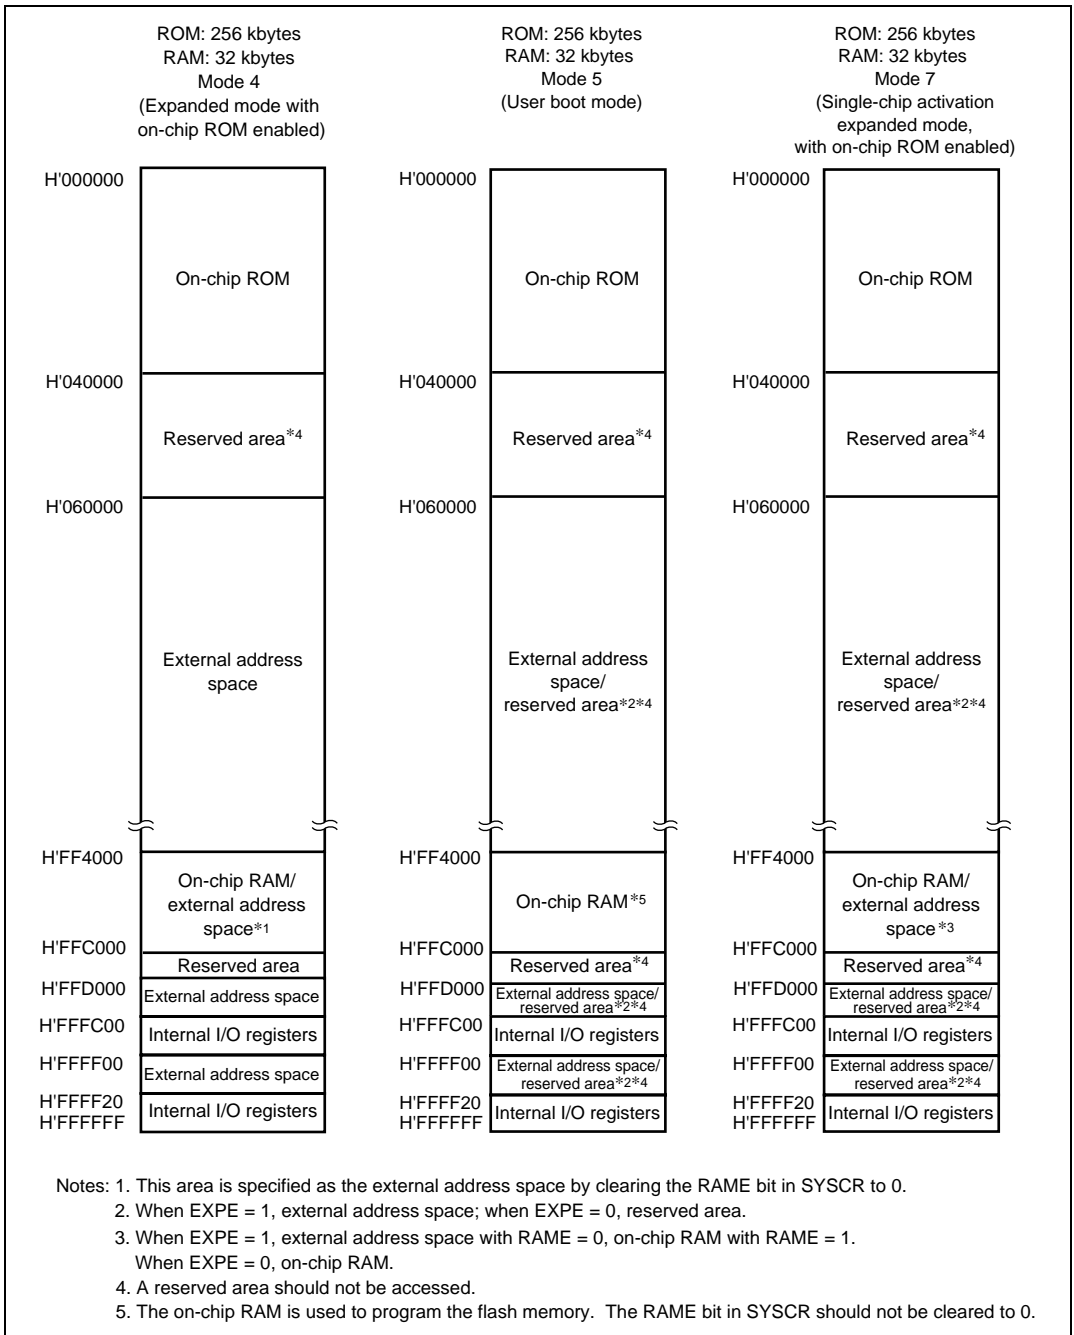 ROM: 256 kbytes
RAM: 32 kbytes
Mode 4
(Expanded mode with
on-chip ROM enabled)
H'000000
On-chip ROM
H'040000
Reserved area*4
H'060000
External address
space
H'FF4000
On-chip RAM/
external address
space*1
H'FFC000
Reserved area
H'FFD000
External address space
H'FFFC00
Internal I/O registers
H'FFFF00
External address space
H'FFFF20
Internal I/O registers
H'FFFFFF
ROM: 256 kbytes
RAM: 32 kbytes
Mode 5
(User boot mode)
H'000000
On-chip ROM
H'040000
Reserved area*4
H'060000
External address
space/
reserved area*2*4
H'FF4000
On-chip RAM*5
H'FFC000
Reserved area*4
H'FFD000
External address space/
reserved area*2*4
H'FFFC00
Internal I/O registers
H'FFFF00
External address space/
reserved area*2*4
H'FFFF20
Internal I/O registers
H'FFFFFF
ROM: 256 kbytes
RAM: 32 kbytes
Mode 7
(Single-chip activation
expanded mode,
with on-chip ROM enabled)
H'000000
On-chip ROM
H'040000
Reserved area*4
H'060000
External address
space/
reserved area*2*4
H'FF4000
On-chip RAM/
external address
space*3
H'FFC000
Reserved area*4
H'FFD000
External address space/
reserved area*2*4
H'FFFC00
Internal I/O registers
H'FFFF00
External address space/
reserved area*2*4
H'FFFF20
Internal I/O registers
H'FFFFFF
Notes: 1. This area is specified as the external address space by clearing the RAME bit in SYSCR to 0.
2. When EXPE = 1, external address space; when EXPE = 0, reserved area.
3. When EXPE = 1, external address space with RAME = 0, on-chip RAM with RAME = 1.
When EXPE = 0, on-chip RAM.
4. A reserved area should not be accessed.
5. The on-chip RAM is used to program the flash memory. The RAME bit in SYSCR should not be cleared to 0.